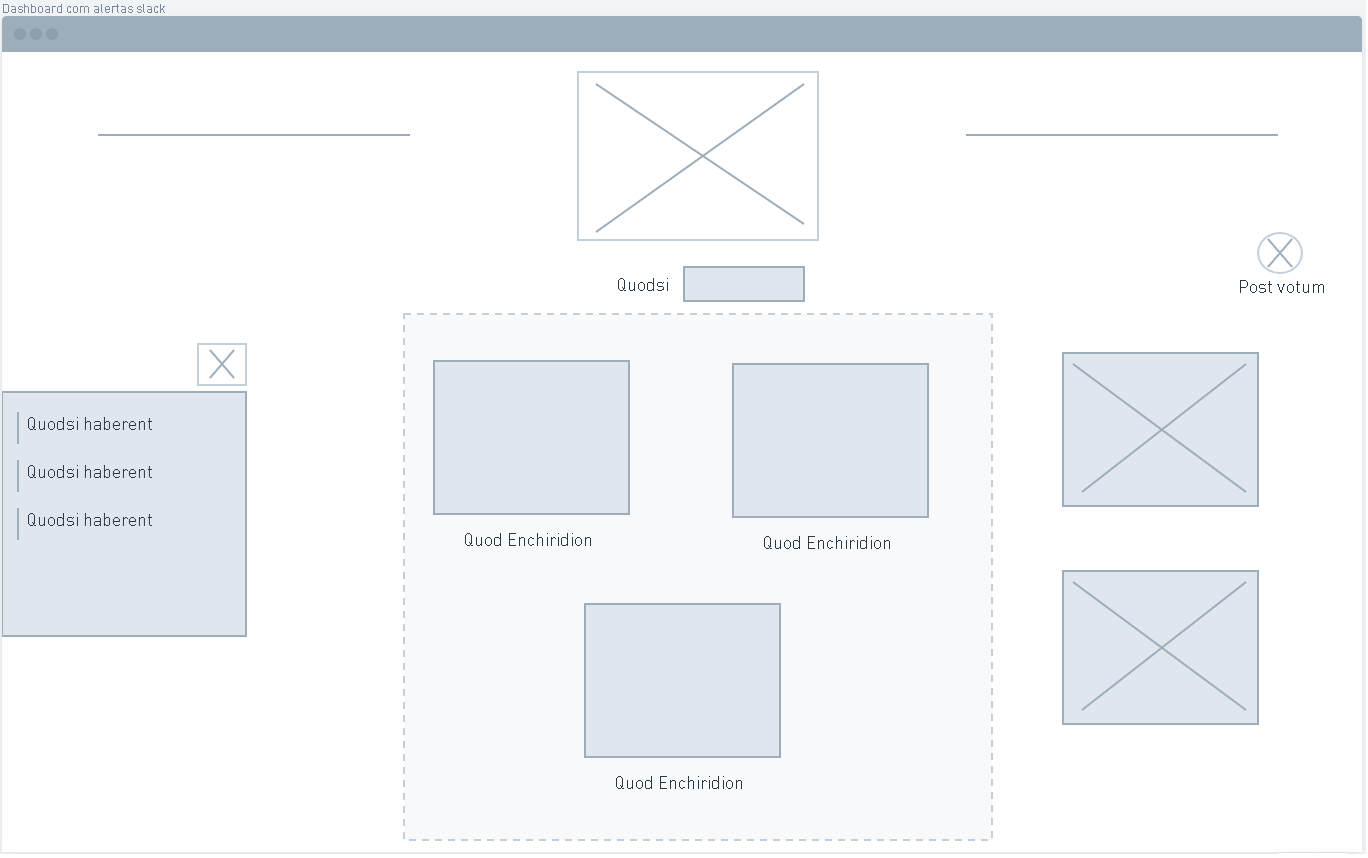 Dashboard com alertas slack
Quodsi
Post votum
Quodsi haberent
Quodsi haberent
Quodsi haberent
Quod Enchiridion
Quod Enchiridion
Quod Enchiridion